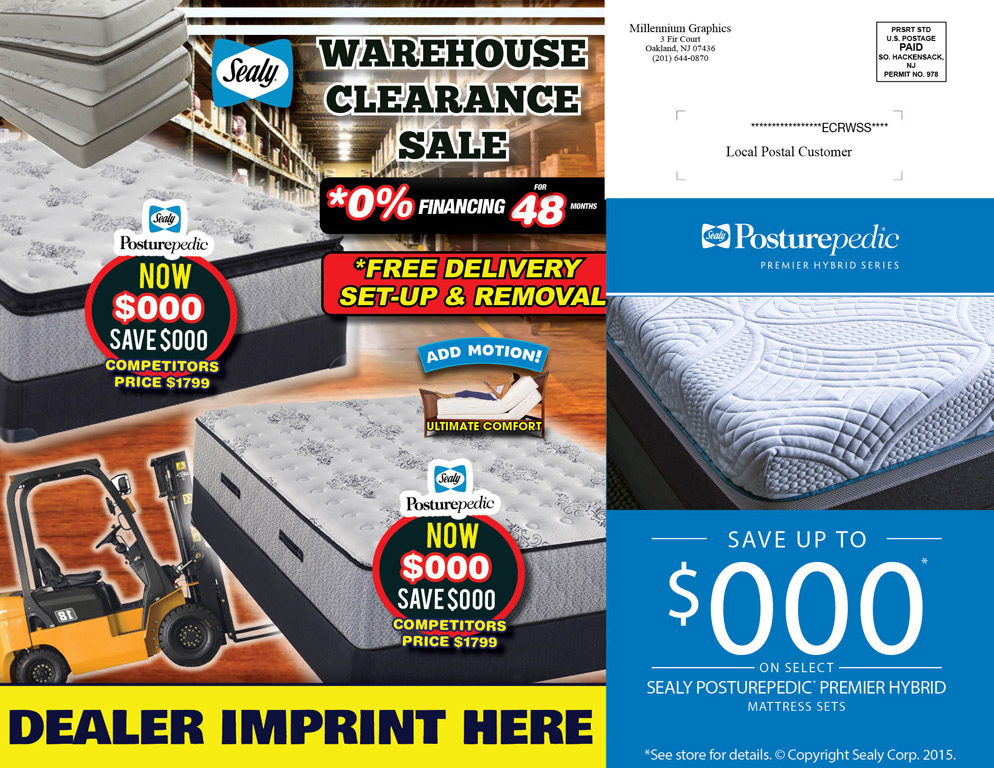 Sealy
WAREHOUSE
CLEARANCE
SALE
*0% FINANCING FOR 48 MONTHS
*FREE DELIVERY
SET-UP & REMOVAL
Sealy
Posturepedic
NOW
$000
SAVE $000
COMPETITORS
PRICE $1799
ADD MOTION!
ULTIMATE COMFORT
Sealy
Posturepedic
NOW
$000
SAVE $000
COMPETITORS
PRICE $1799
DEALER IMPRINT HERE
Millennium Graphics
3 Fir Court
Oakland, NJ 07436
(201) 644-0870
PRSRT STD
U.S. POSTAGE
PAID
SO. HACKENSACK,
NJ
PERMIT NO. 978
*****************ECRWSS****
Local Postal Customer
Sealy Posturepedic
PREMIER HYBRID SERIES
SAVE UP TO
$000*
ON SELECT
SEALY POSTUREPEDIC® PREMIER HYBRID
MATTRESS SETS
*See store for details. © Copyright Sealy Corp. 2015.